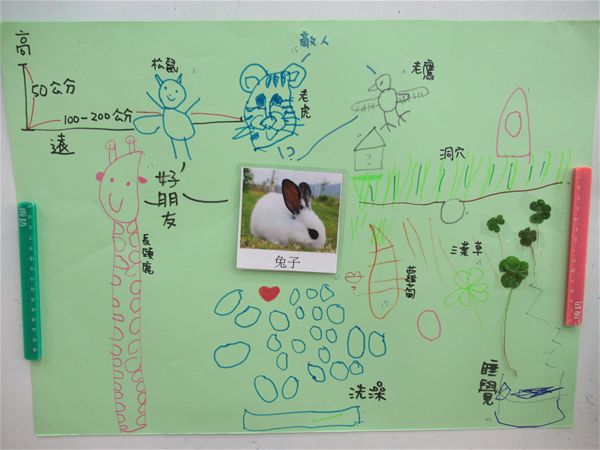 高
50公分
100-200公分
遠
松鼠
敵人
老虎
老鷹
!?
?
洞穴
好朋友
長頸鹿
兔子
?
蘿蔔
三葉草
洗澡
睡覺